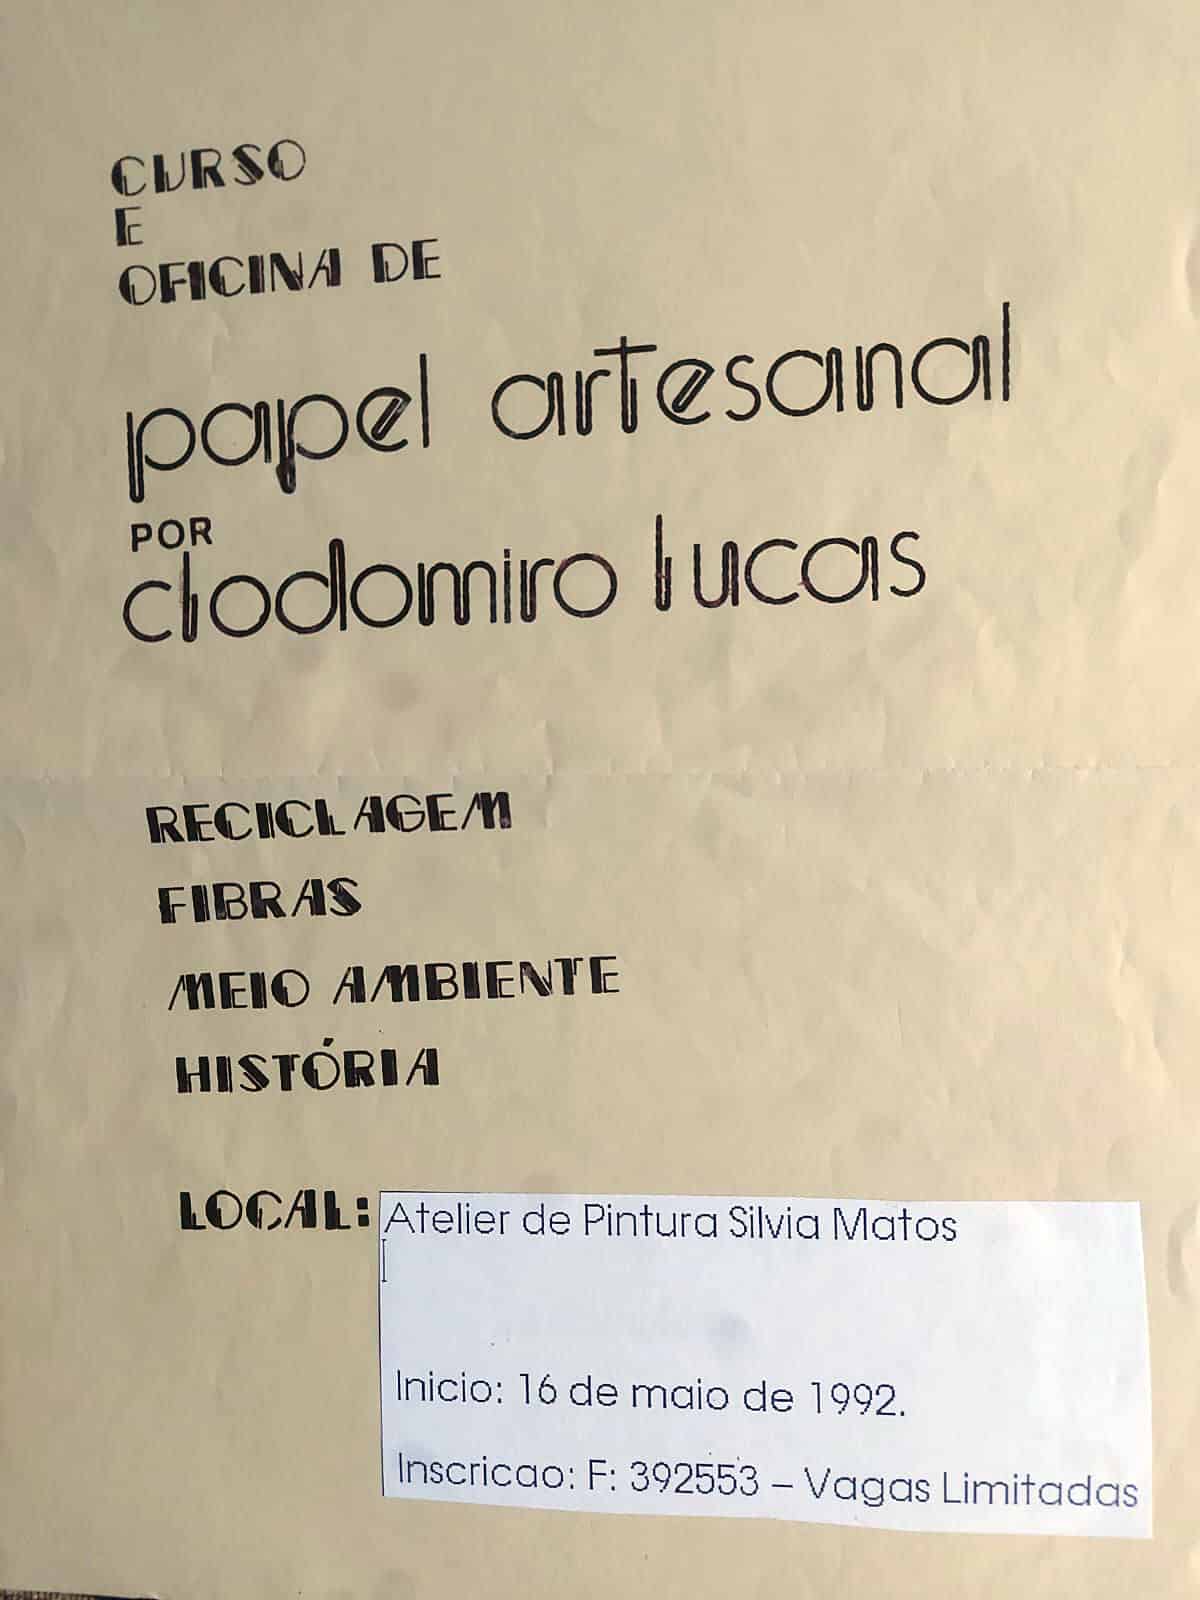 CURSO
E
OFICINA DE
papel artesanal
POR
clodomiro lucas
RECICLAGEM
FIBRAS
MEIO AMBIENTE
HISTÓRIA
LOCAL: Atelier de Pintura Silvia Matos
Inicio: 16 de maio de 1992.
Inscricao: F: 392553 – Vagas Limitadas